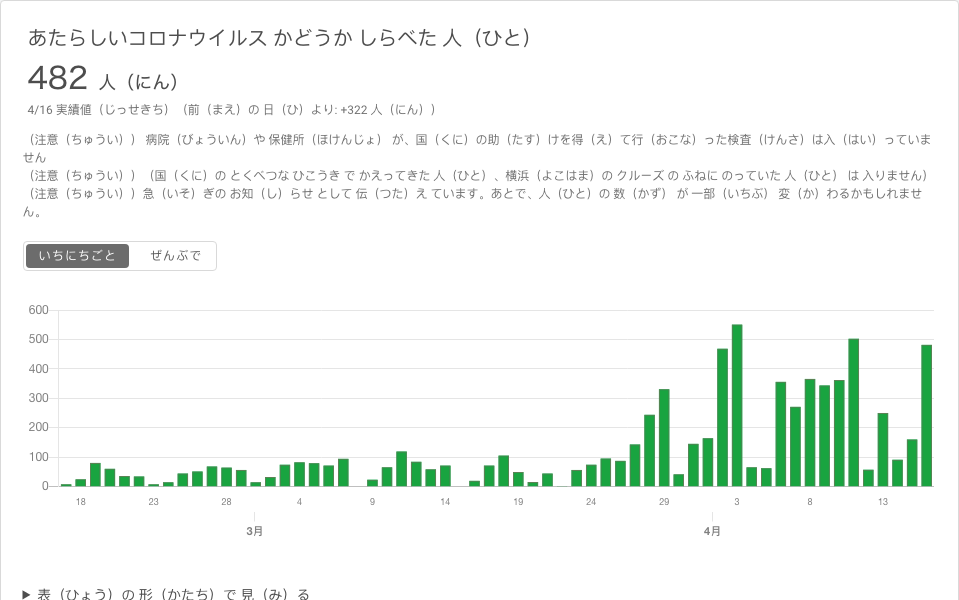 あたらしいコロナウイルス かどうか しらべた 人（ひと）
482 人（にん）
4/16 実績値（じっせきち）（前（まえ）の 日（ひ）より: +322 人（にん））
（注意（ちゅうい）） 病院（びょういん）や 保健所（ほけんじょ） が、国（くに）の助（たす）けを得（え）て行（おこな）った検査（けんさ）は入（はい）っていま
せん
（注意（ちゅうい））（国（くに）の とくべつな ひこうき で かえってきた 人（ひと）、横浜（よこはま）の クルーズ の ふねに のっていた 人（ひと） は 入りません）
（注意（ちゅうい））急（いそ）ぎの お知（し）らせ として 伝（つた）え ています。あとで、人（ひと）の 数（かず） が 一部（いちぶ） 変（か）わるかもしれませ
ん。
いちにちごと ぜんぶで
600
500
400
300
200
100
0
18 23 28 4 9 14 19 24 29 3 8 13
3月 4月
▶ 表（ひょう）の 形（かたち）で 見（み）る